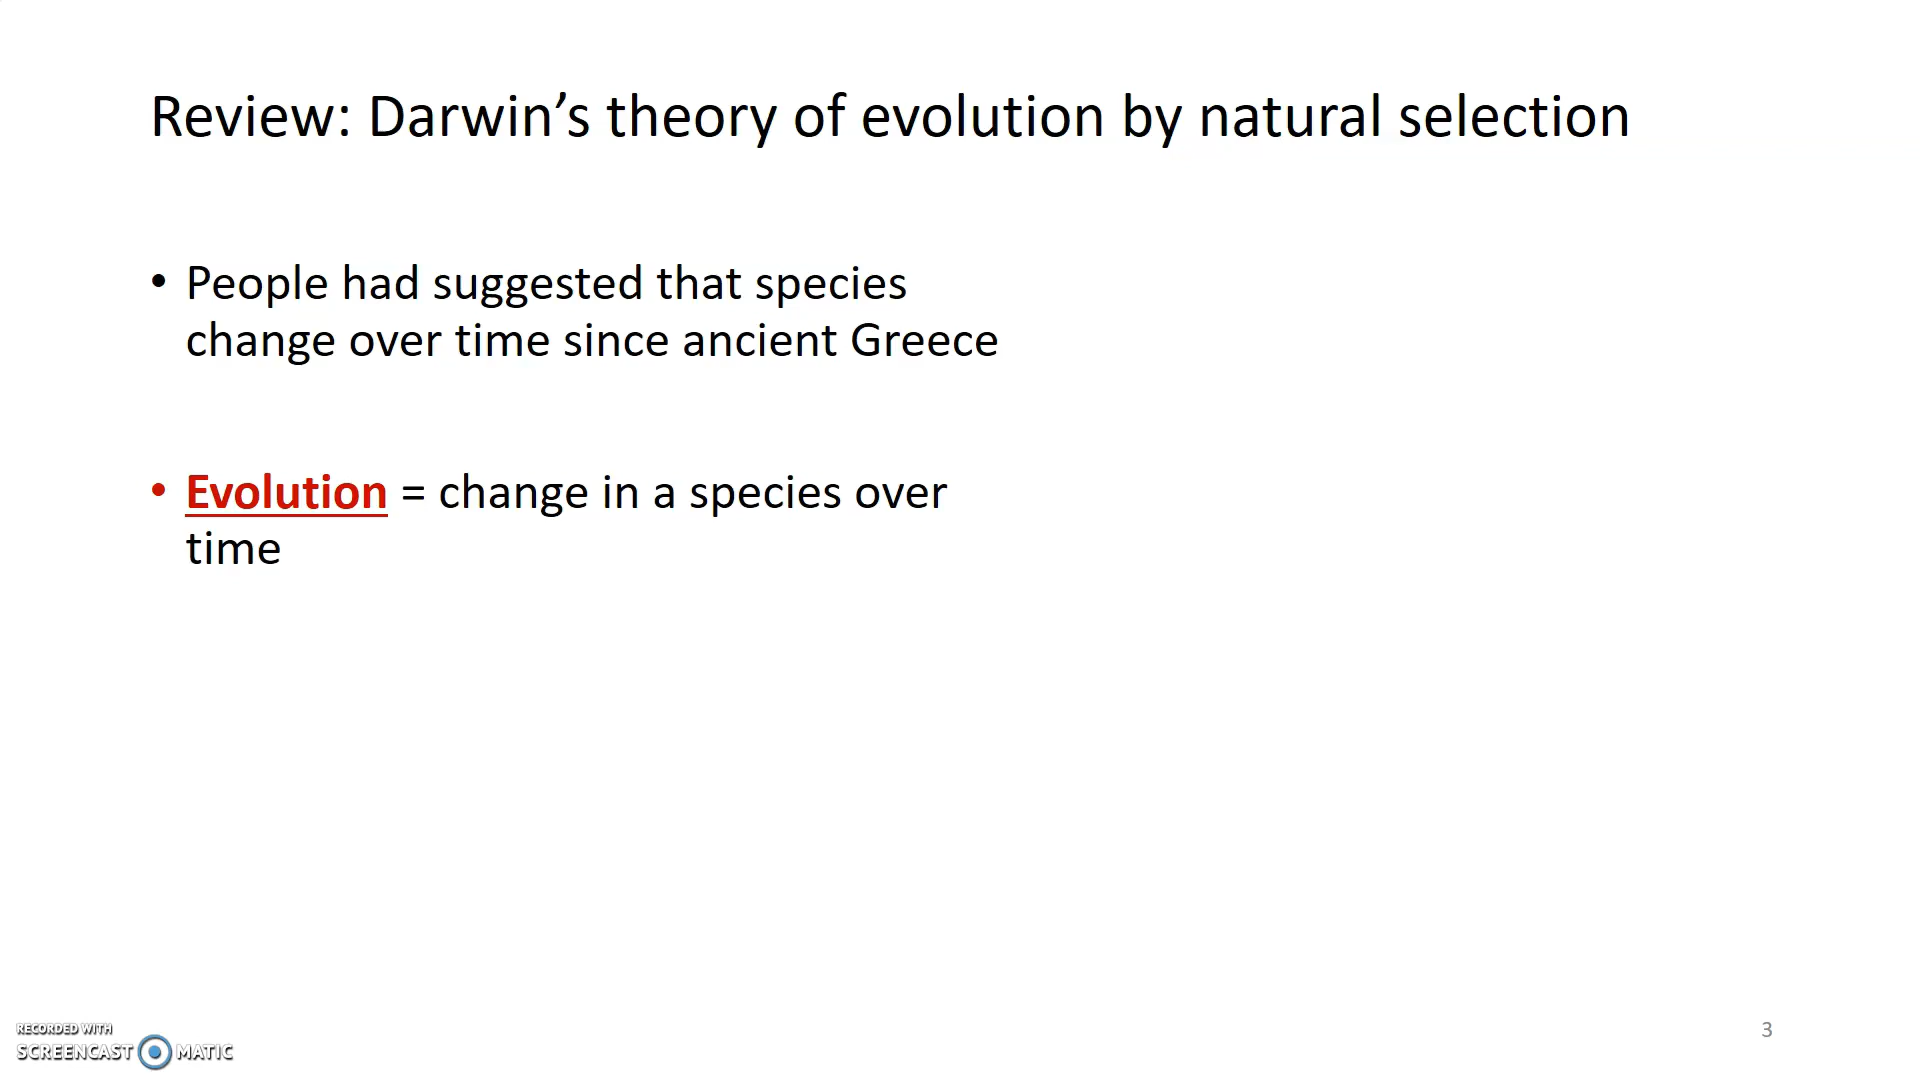 Review: Darwin’s theory of evolution by natural selection
• People had suggested that species
change over time since ancient Greece
• Evolution = change in a species over
time
3
RECORDED WITH
SCREENCAST MATIC